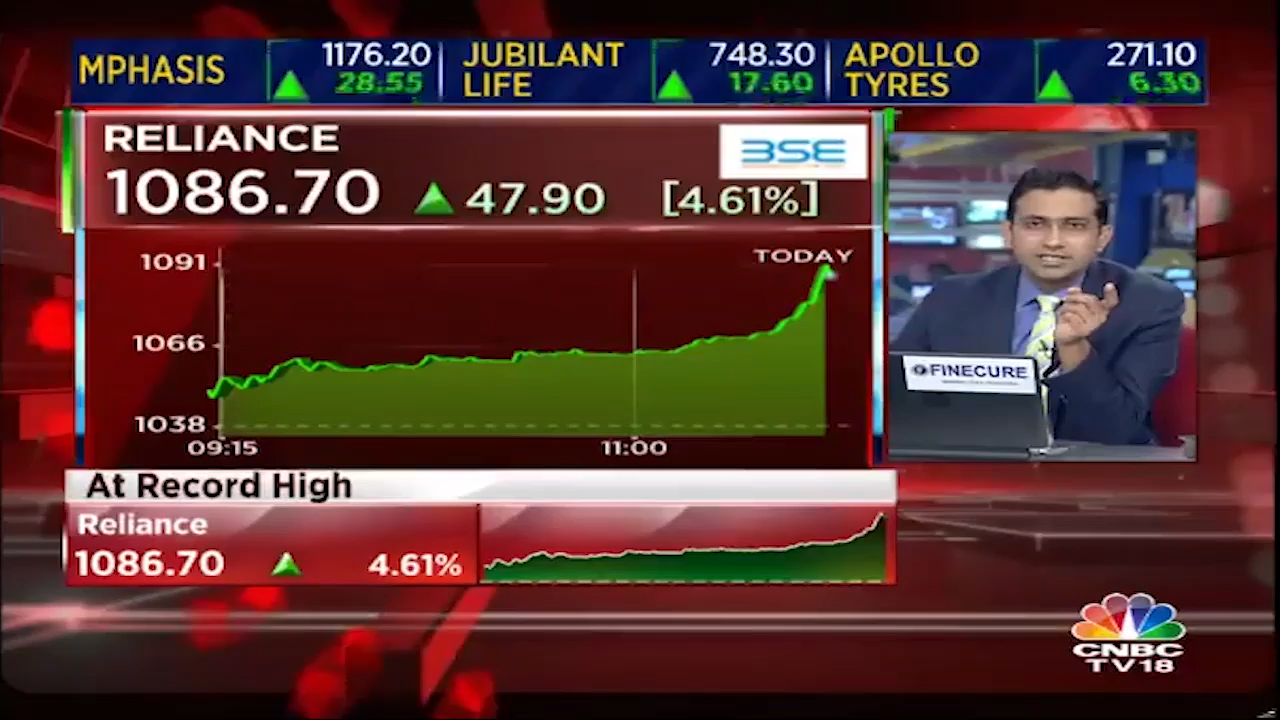 MPHASIS
1176.20
28.55
JUBILANT
LIFE
748.30
17.60
APOLLO
TYRES
271.10
6.30
RELIANCE
1086.70 47.90 [4.61%]
BSE
TODAY
1091
1066
1038
09:15 11:00
FINECURE
At Record High
Reliance
1086.70 4.61%
CNBC
TV18